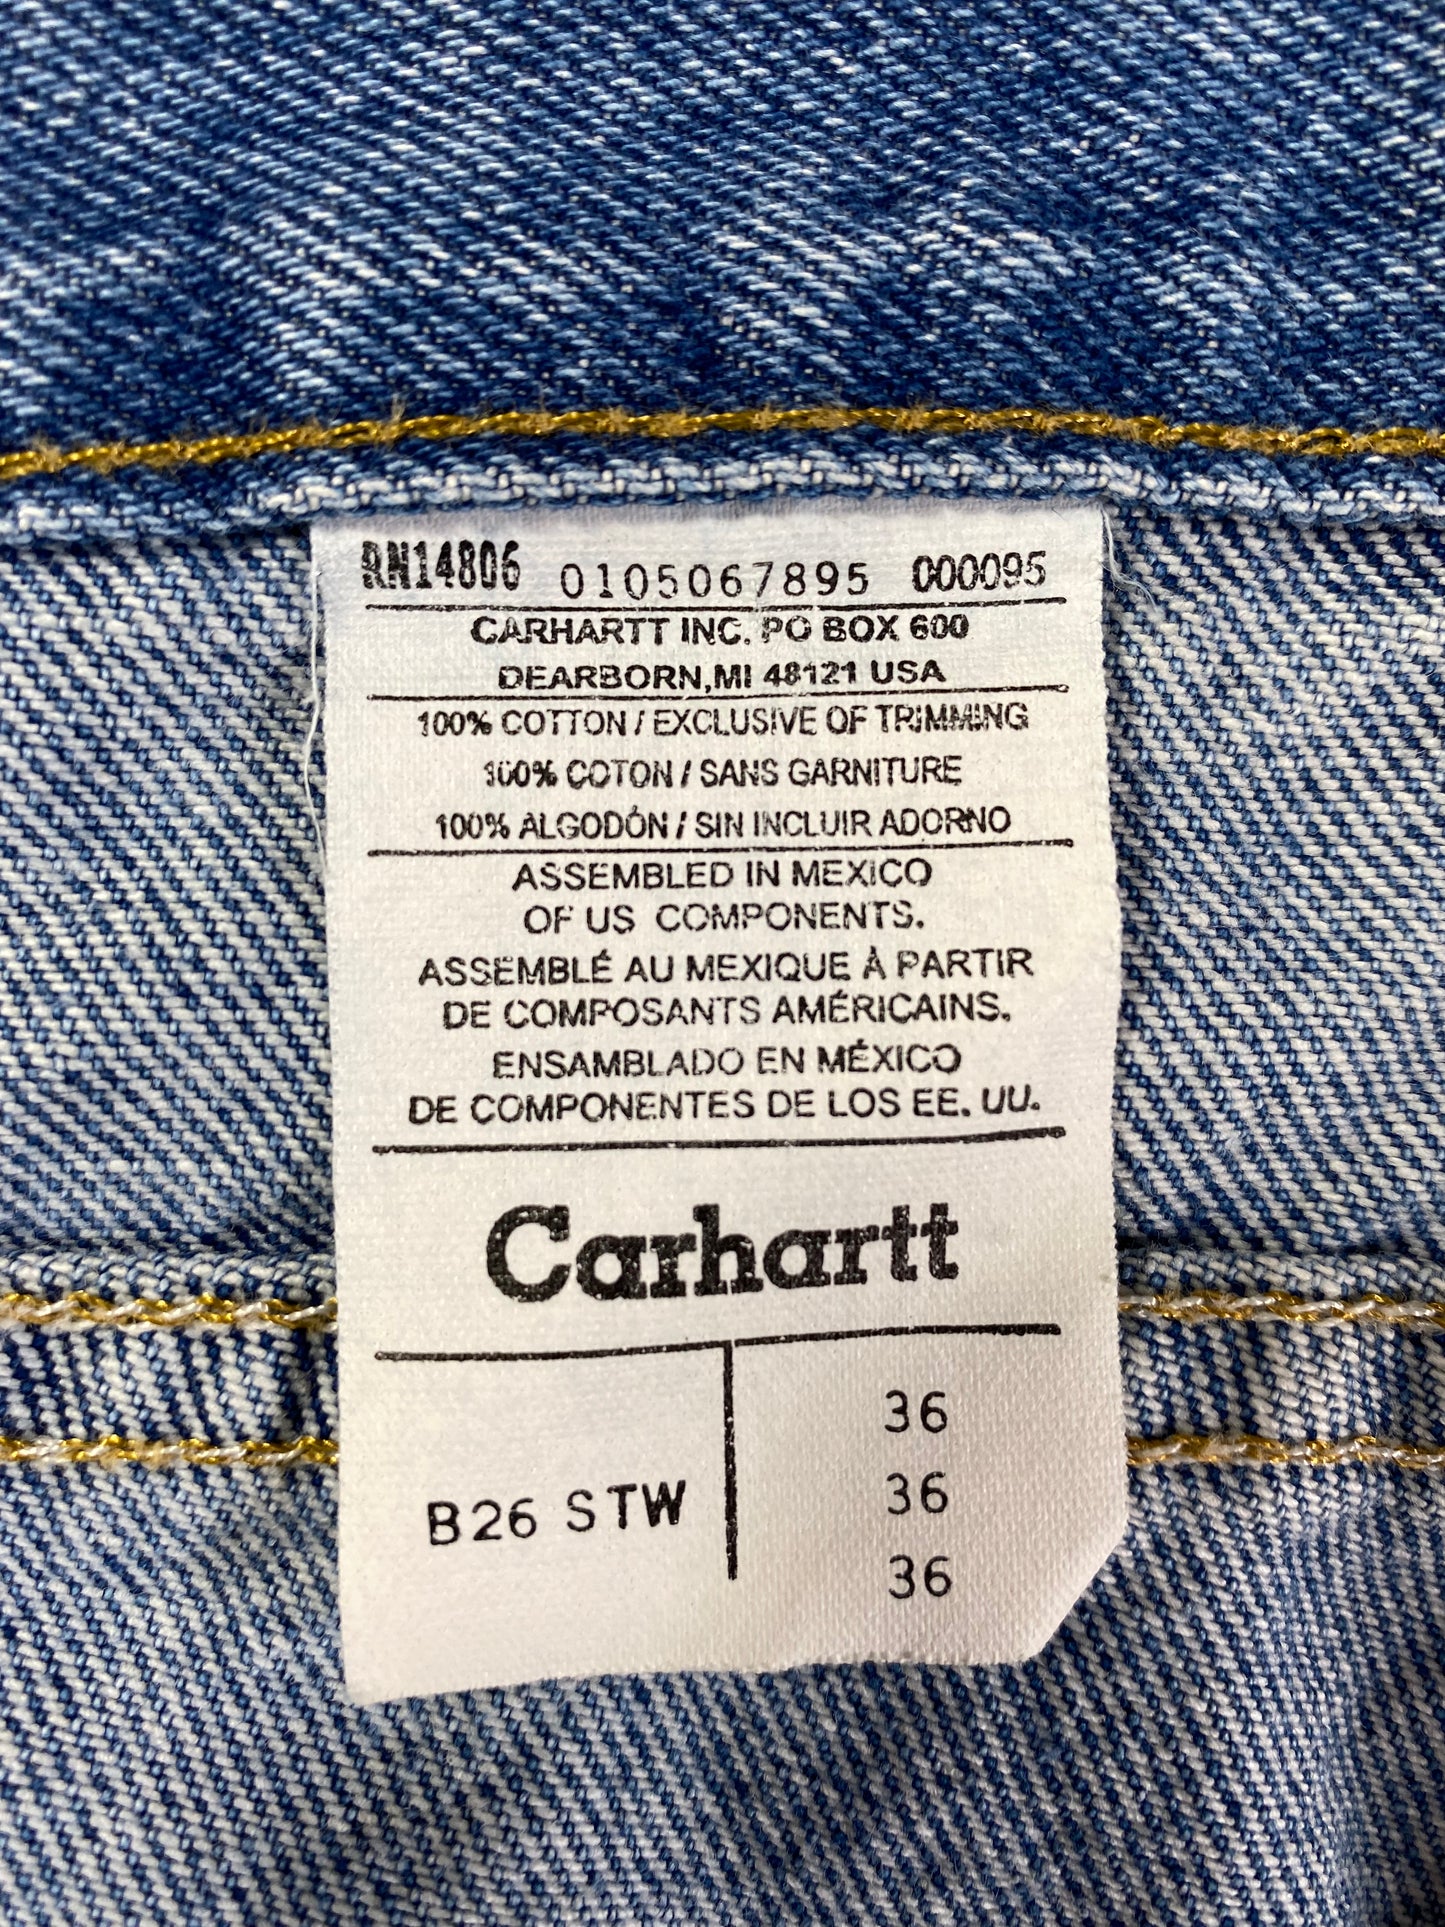 RN14806 0105067895 000095
CARHARTT INC. PO BOX 600
DEARBORN,MI 48121 USA
100% COTTON / EXCLUSIVE OF TRIMMING
100% COTON / SANS GARNITURE
100% ALGODÓN / SIN INCLUIR ADORNO
ASSEMBLED IN MEXICO
OF US COMPONENTS.
ASSEMBLÉ AU MEXIQUE À PARTIR
DE COMPOSANTS AMÉRICAINS.
ENSAMBLADO EN MÉXICO
DE COMPONENTES DE LOS EE. UU.
Carhartt
36
B26 STW 36
36